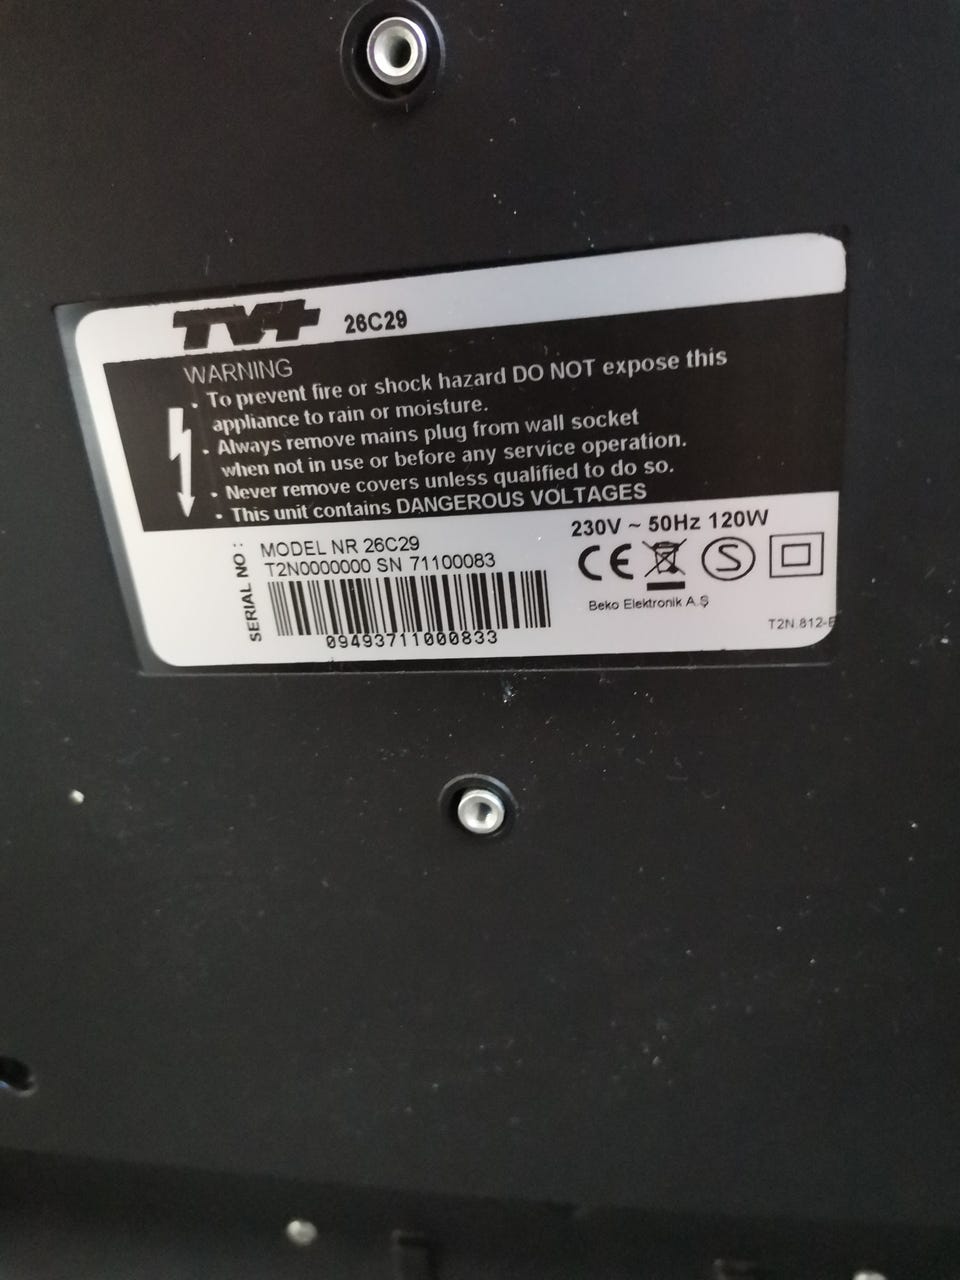 TV+ 26C29
WARNING
• To prevent fire or shock hazard DO NOT expose this
appliance to rain or moisture.
• Always remove mains plug from wall socket
when not in use or before any service operation.
• Never remove covers unless qualified to do so.
• This unit contains DANGEROUS VOLTAGES
230V ~ 50Hz 120W
SERIAL NO :
MODEL NR 26C29
T2N0000000 SN 71100083
09493711000833
CE
S
Beko Elektronik A.Ş
T2N 812-E